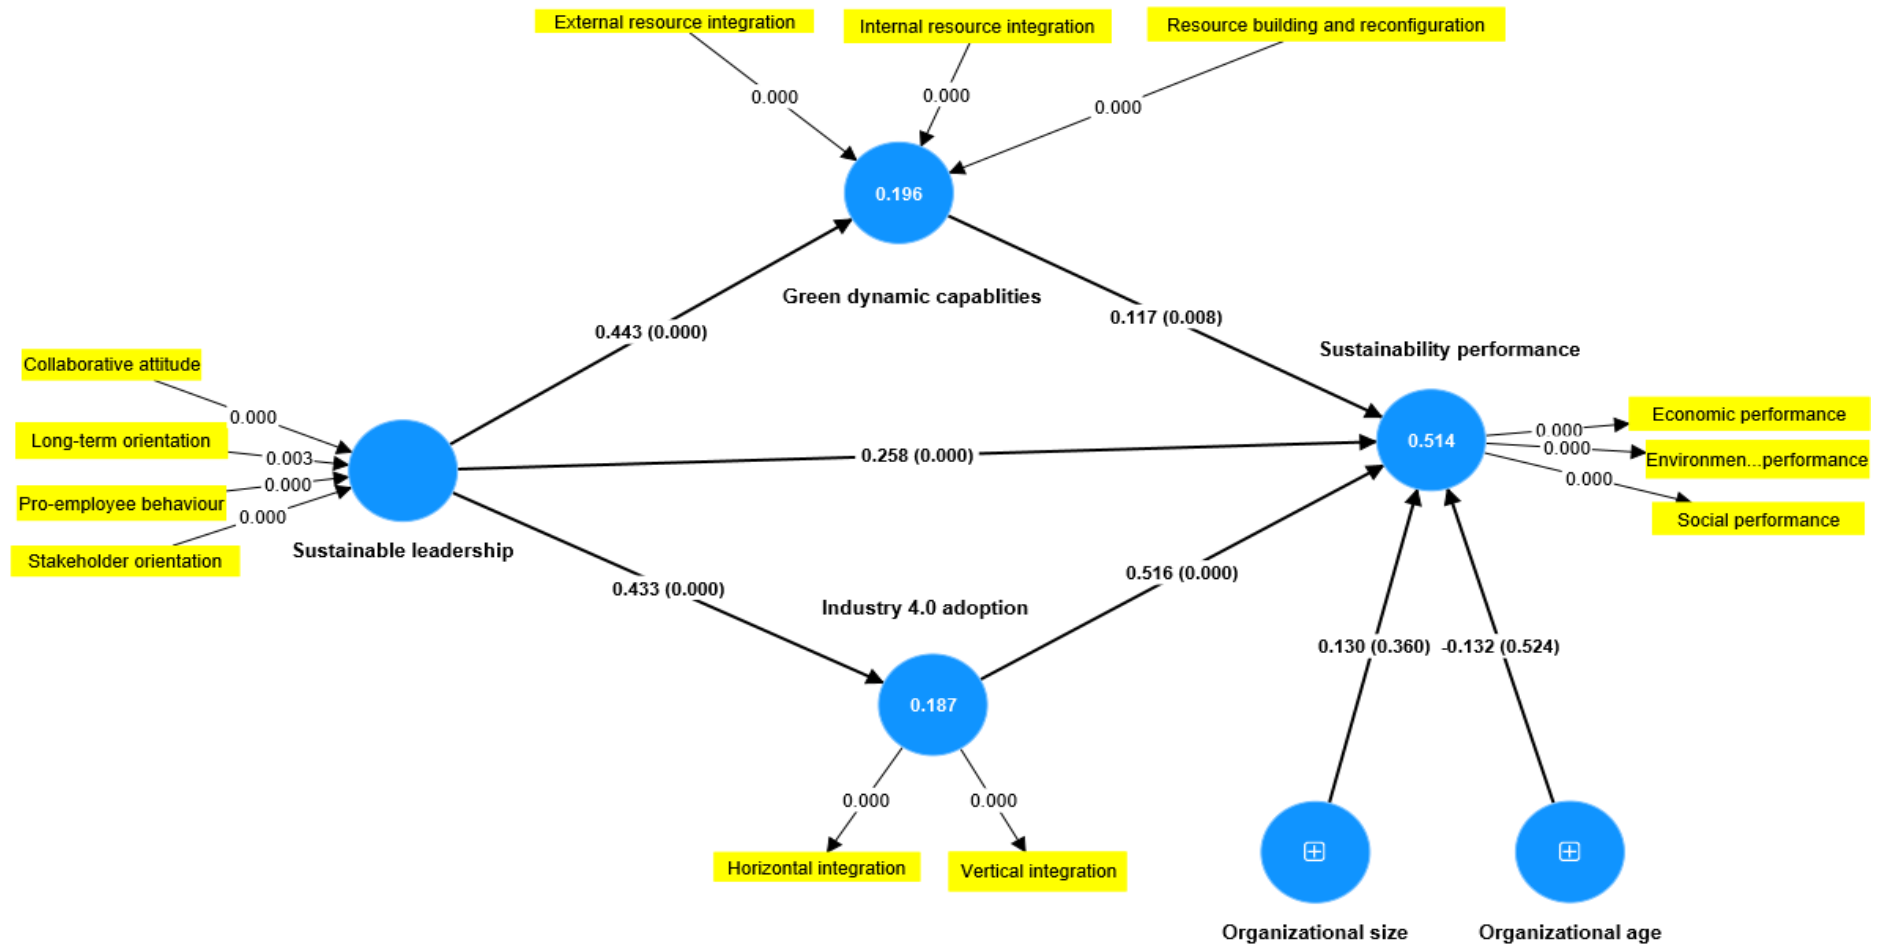 External resource integration
Internal resource integration
Resource building and reconfiguration
0.000
0.000
0.000
0.196
Green dynamic capablities
0.443 (0.000)
0.117 (0.008)
Sustainability performance
Collaborative attitude
0.000
Long-term orientation
0.003
Pro-employee behaviour
0.000
Stakeholder orientation
0.000
Sustainable leadership
0.258 (0.000)
0.514
0.000
Economic performance
0.000
Environmen...performance
0.000
Social performance
0.433 (0.000)
0.516 (0.000)
Industry 4.0 adoption
0.187
0.130 (0.360)
-0.132 (0.524)
0.000
0.000
Horizontal integration
Vertical integration
Organizational size
Organizational age